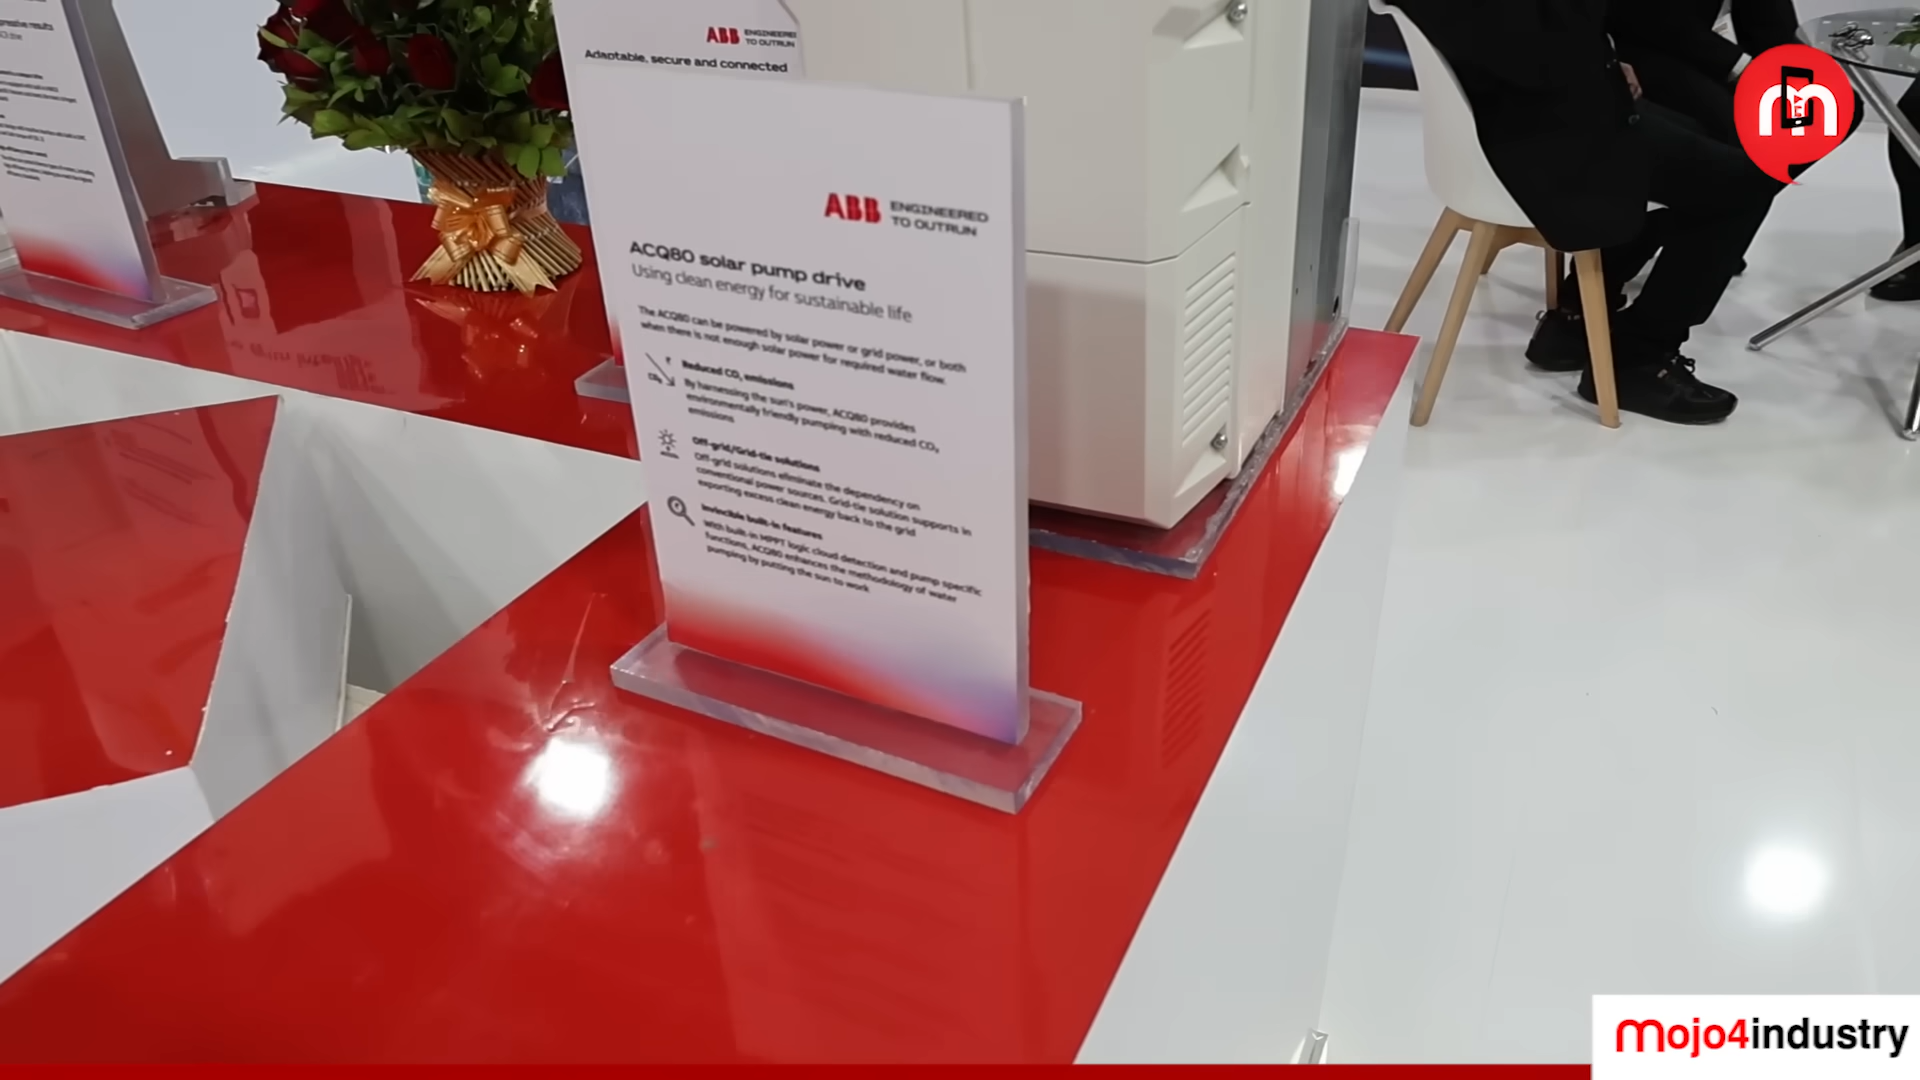 ABB ENGINEERED
TO OUTRUN
Adaptable, secure and connected
ABB ENGINEERED
TO OUTRUN
ACQ80 solar pump drive
Using clean energy for sustainable life
The ACQ80 can be powered by solar power or grid power, or both
when there is not enough solar power for required water flow.
CO₂
Reduced CO₂ emissions
By harnessing the sun's power, ACQ80 provides
environmentally friendly pumping with reduced CO₂
emissions
Off-grid/Grid-tie solutions
Off-grid solutions eliminate the dependency on
conventional power sources. Grid-tie solution supports in
exporting excess clean energy back to the grid
Invincible built-in features
With built-in MPPT logic cloud detection and pump specific
functions, ACQ80 enhances the methodology of water
pumping by putting the sun to work
m
mojo4industry